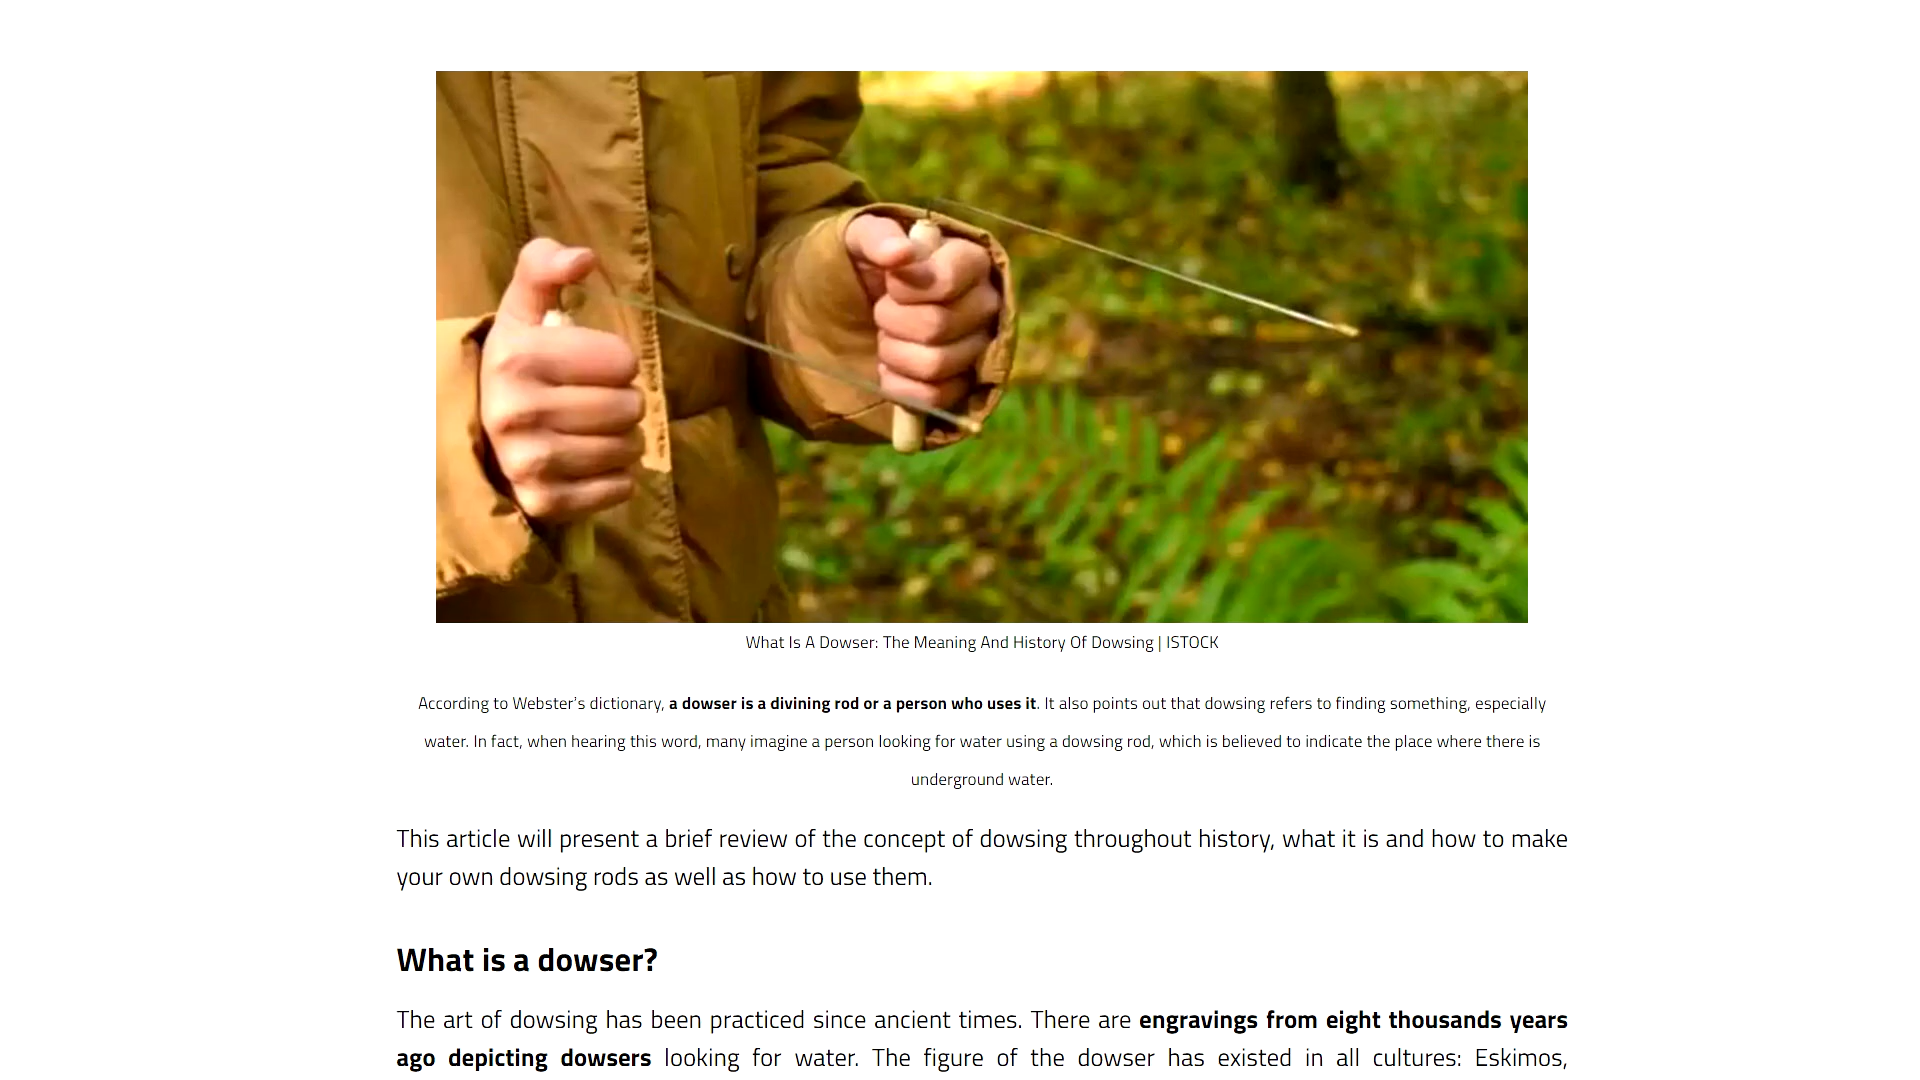 What Is A Dowser: The Meaning And History Of Dowsing | ISTOCK
According to Webster’s dictionary, a dowser is a divining rod or a person who uses it. It also points out that dowsing refers to finding something, especially
water. In fact, when hearing this word, many imagine a person looking for water using a dowsing rod, which is believed to indicate the place where there is
underground water.
This article will present a brief review of the concept of dowsing throughout history, what it is and how to make
your own dowsing rods as well as how to use them.
What is a dowser?
The art of dowsing has been practiced since ancient times. There are engravings from eight thousands years
ago depicting dowsers looking for water. The figure of the dowser has existed in all cultures: Eskimos,